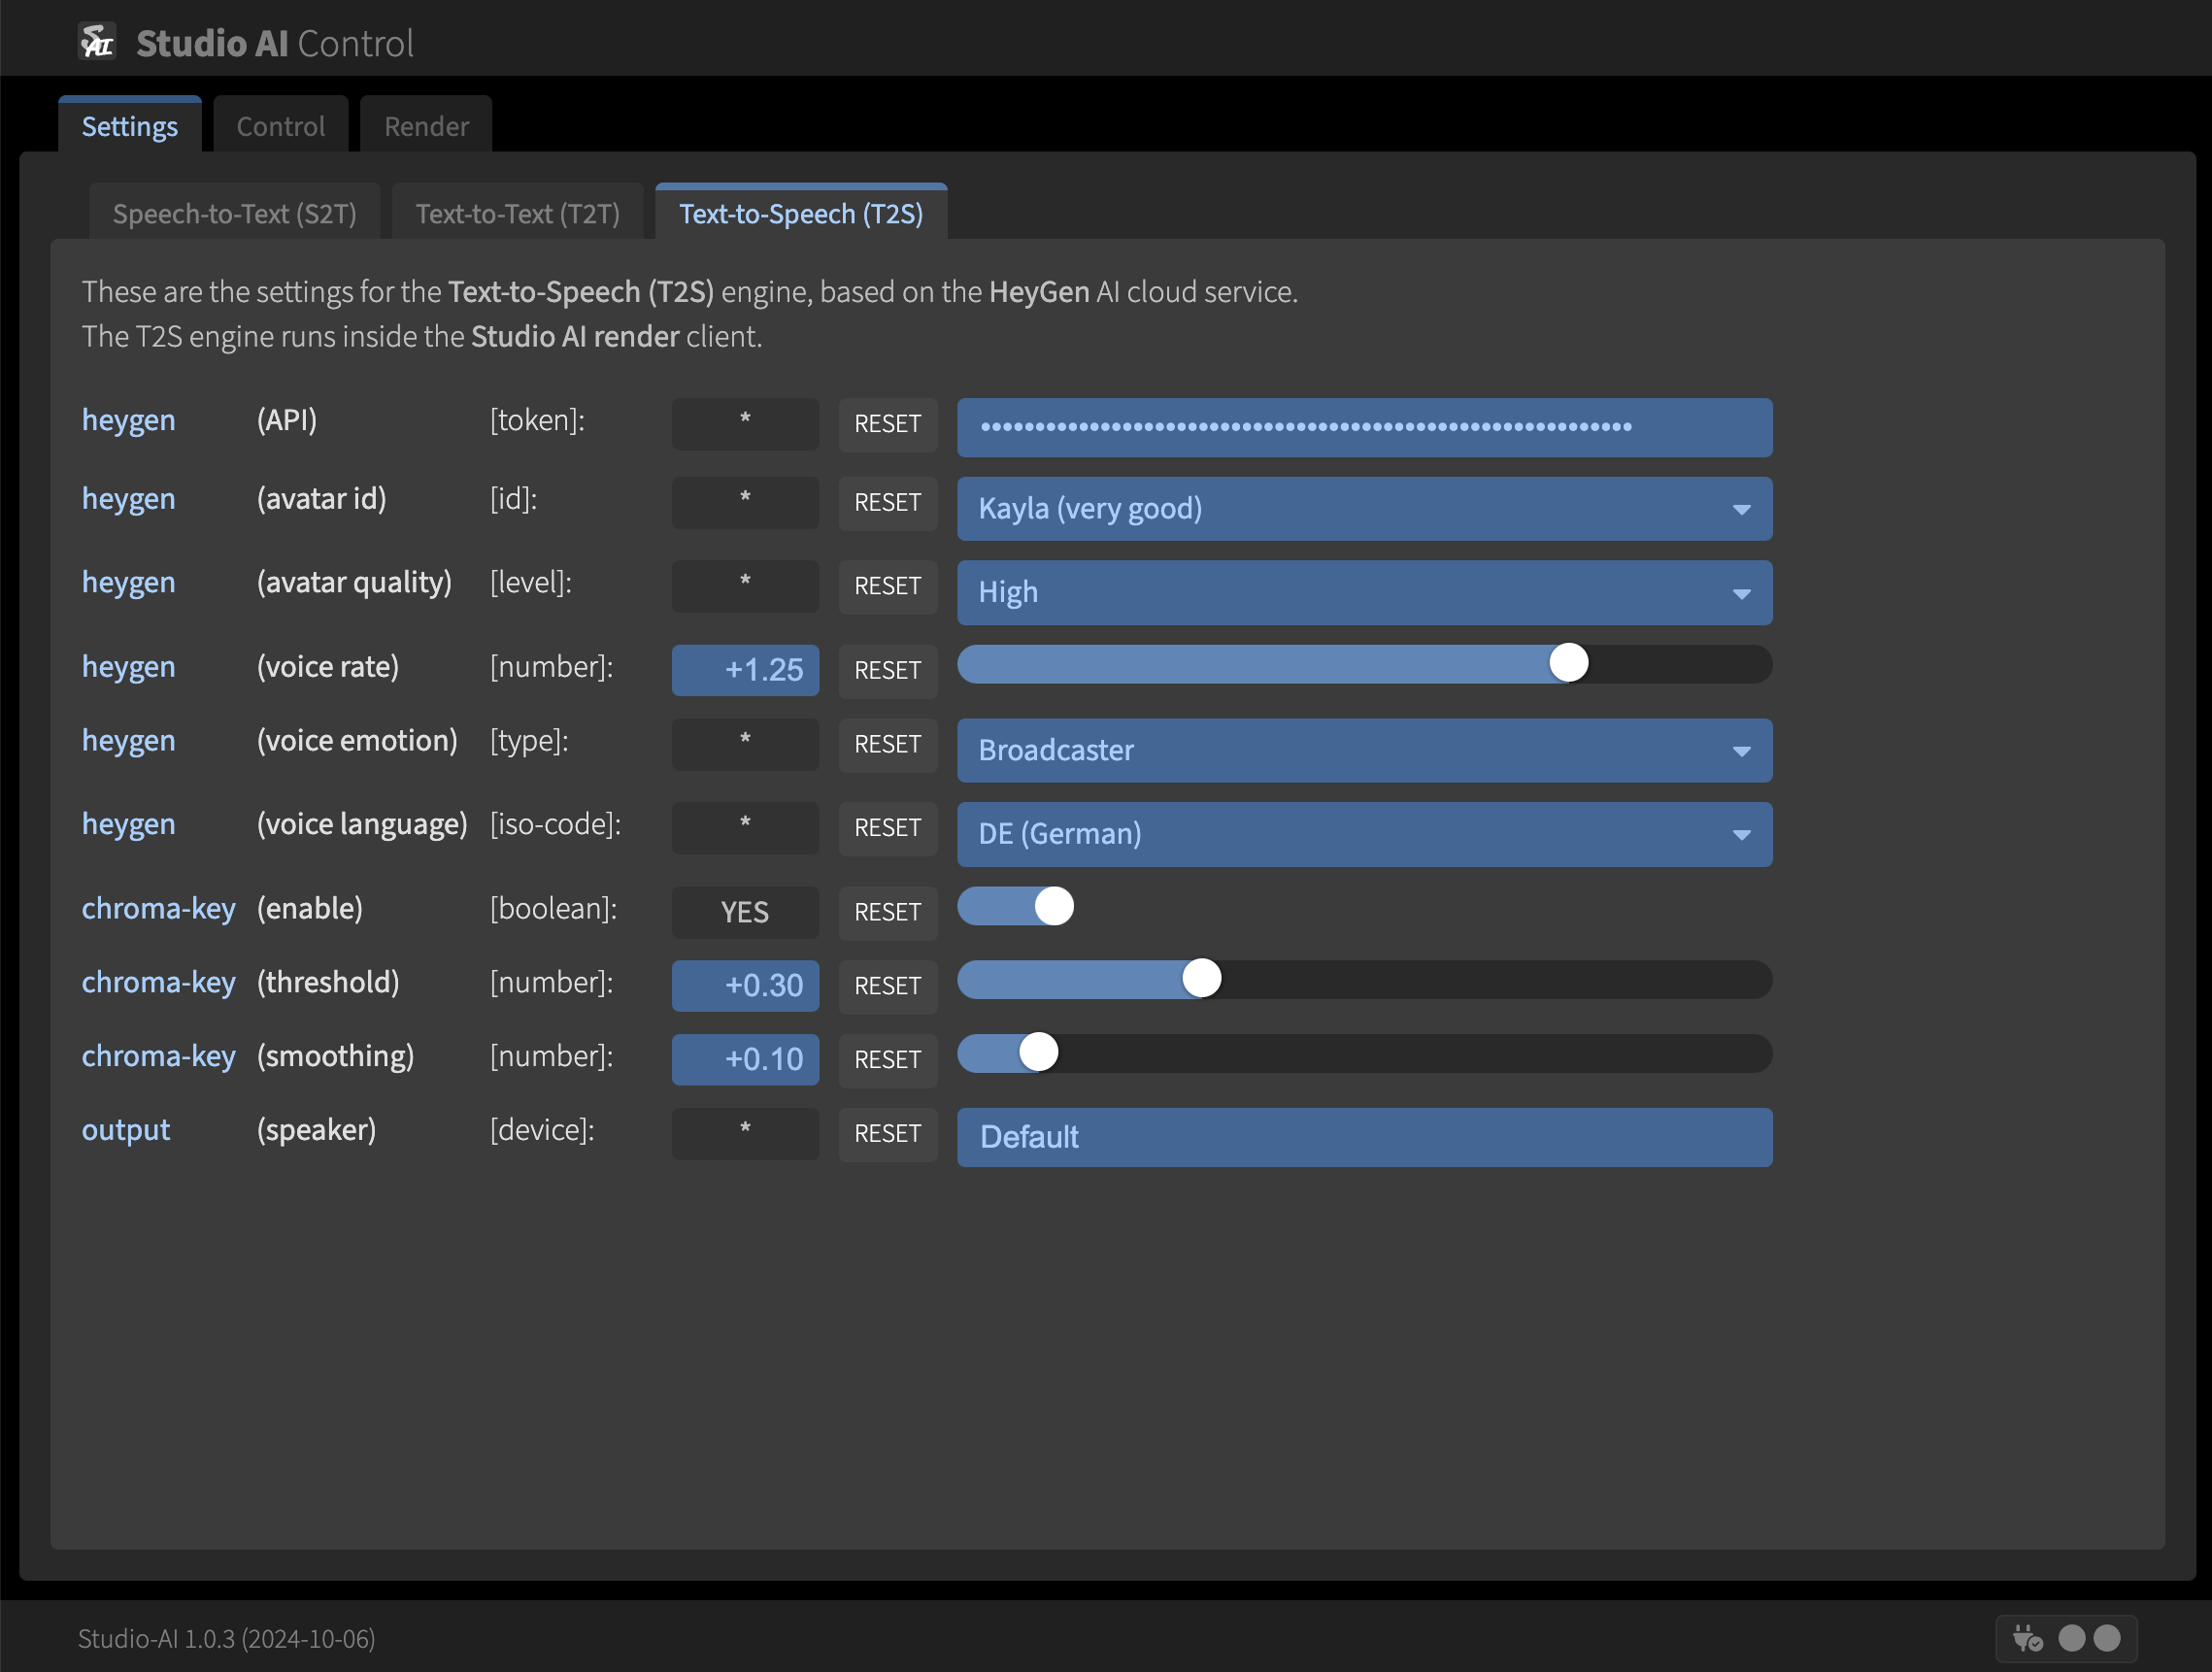 Studio AI Control
Settings Control Render
Speech-to-Text (S2T) Text-to-Text (T2T) Text-to-Speech (T2S)
These are the settings for the Text-to-Speech (T2S) engine, based on the HeyGen AI cloud service.
The T2S engine runs inside the Studio AI render client.
heygen (API) [token]: * RESET ••••••••••••••••••••••••••••••••••••••••••••••••••••••••••••
heygen (avatar id) [id]: * RESET Kayla (very good)
heygen (avatar quality) [level]: * RESET High
heygen (voice rate) [number]: +1.25 RESET
heygen (voice emotion) [type]: * RESET Broadcaster
heygen (voice language) [iso-code]: * RESET DE (German)
chroma-key (enable) [boolean]: YES RESET
chroma-key (threshold) [number]: +0.30 RESET
chroma-key (smoothing) [number]: +0.10 RESET
output (speaker) [device]: * RESET Default
Studio-AI 1.0.3 (2024-10-06)